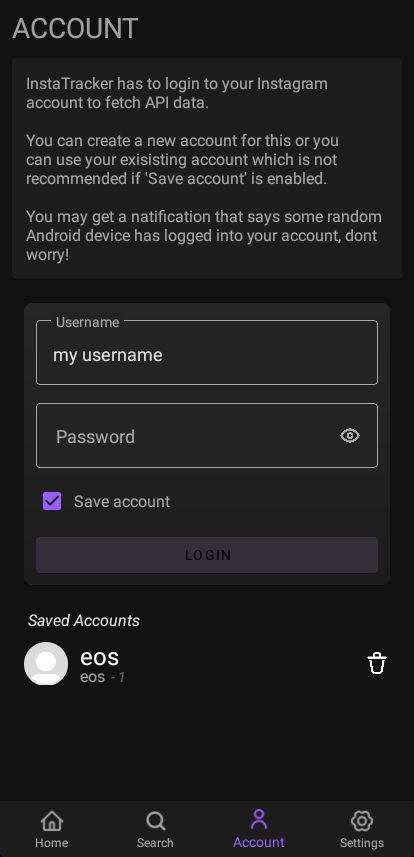 ACCOUNT
InstaTracker has to login to your Instagram
account to fetch API data.
You can create a new account for this or you
can use your exisisting account which is not
recommended if 'Save account' is enabled.
You may get a natification that says some random
Android device has logged into your account, dont
worry!
Username
my username
Password
Save account
LOGIN
Saved Accounts
eos
eos - 1
Home Search Account Settings